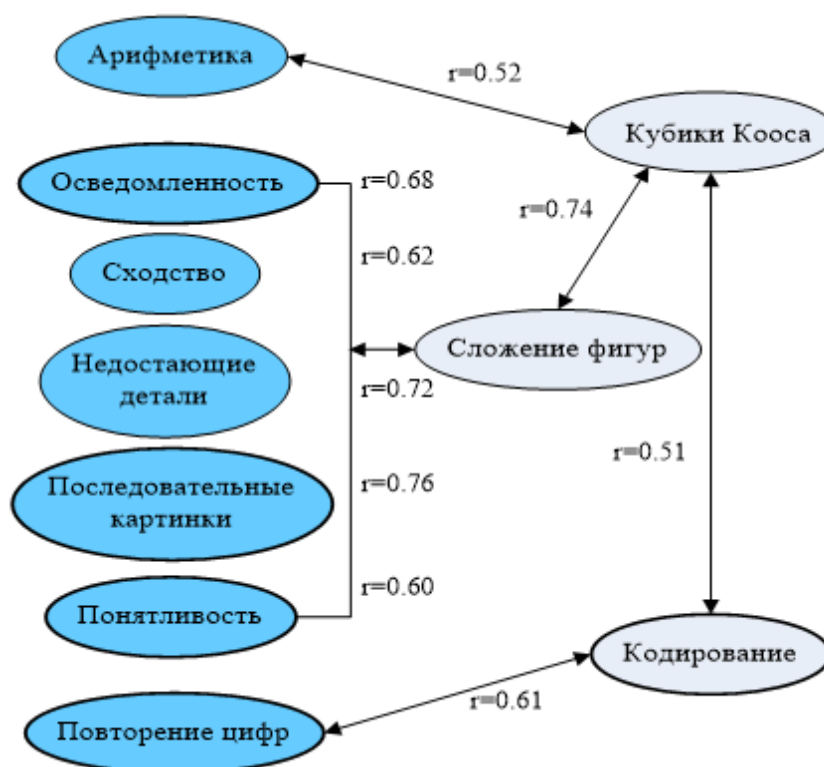 Арифметика
r=0.52
Кубики Кооса
Осведомленность
r=0.68
r=0.74
Сходство
r=0.62
Недостающие
детали
Сложение фигур
r=0.72
Последовательные
картинки
r=0.76
r=0.51
Понятливость
r=0.60
Кодирование
Повторение цифр
r=0.61